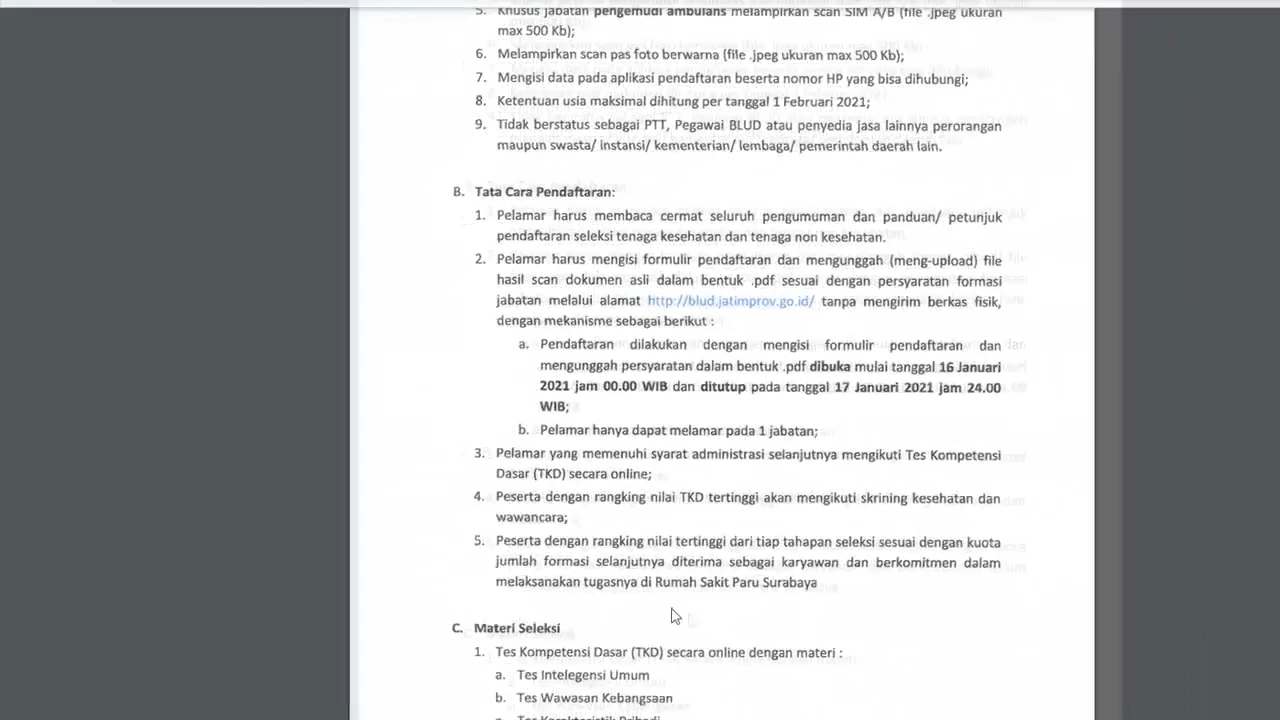 5. Khusus jabatan pengemudi ambulans melampirkan scan SIM A/B (file .jpeg ukuran
max 500 Kb);
6. Melampirkan scan pas foto berwarna (file .jpeg ukuran max 500 Kb);
7. Mengisi data pada aplikasi pendaftaran beserta nomor HP yang bisa dihubungi;
8. Ketentuan usia maksimal dihitung per tanggal 1 Februari 2021;
9. Tidak berstatus sebagai PTT, Pegawai BLUD atau penyedia jasa lainnya perorangan
maupun swasta/ instansi/ kementerian/ lembaga/ pemerintah daerah lain.
B. Tata Cara Pendaftaran:
1. Pelamar harus membaca cermat seluruh pengumuman dan panduan/ petunjuk
pendaftaran seleksi tenaga kesehatan dan tenaga non kesehatan.
2. Pelamar harus mengisi formulir pendaftaran dan mengunggah (meng-upload) file
hasil scan dokumen asli dalam bentuk .pdf sesuai dengan persyaratan formasi
jabatan melalui alamat http://blud.jatimprov.go.id/ tanpa mengirim berkas fisik,
dengan mekanisme sebagai berikut :
a. Pendaftaran dilakukan dengan mengisi formulir pendaftaran dan
mengunggah persyaratan dalam bentuk .pdf dibuka mulai tanggal 16 Januari
2021 jam 00.00 WIB dan ditutup pada tanggal 17 Januari 2021 jam 24.00
WIB;
b. Pelamar hanya dapat melamar pada 1 jabatan;
3. Pelamar yang memenuhi syarat administrasi selanjutnya mengikuti Tes Kompetensi
Dasar (TKD) secara online;
4. Peserta dengan rangking nilai TKD tertinggi akan mengikuti skrining kesehatan dan
wawancara;
5. Peserta dengan rangking nilai tertinggi dari tiap tahapan seleksi sesuai dengan kuota
jumlah formasi selanjutnya diterima sebagai karyawan dan berkomitmen dalam
melaksanakan tugasnya di Rumah Sakit Paru Surabaya
C. Materi Seleksi
1. Tes Kompetensi Dasar (TKD) secara online dengan materi :
a. Tes Intelegensi Umum
b. Tes Wawasan Kebangsaan
c. Tes Karakteristik Pribadi